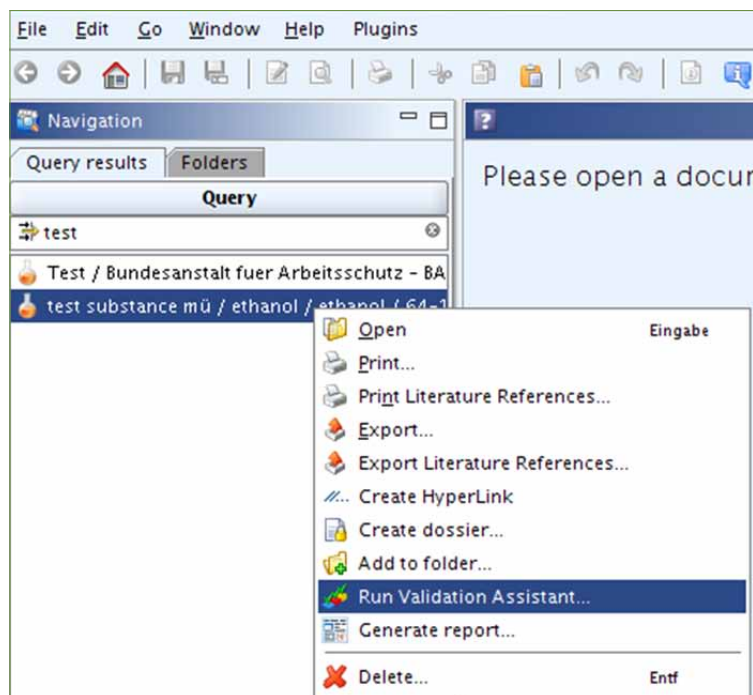 File Edit Go Window Help Plugins
Navigation
Query results Folders
Query
test
Test / Bundesanstalt fuer Arbeitsschutz - BA
test substance mü / ethanol / ethanol / 64-1
Please open a docu
Open Eingabe
Print...
Print Literature References...
Export...
Export Literature References...
Create HyperLink
Create dossier...
Add to folder...
Run Validation Assistant...
Generate report...
Delete... Entf